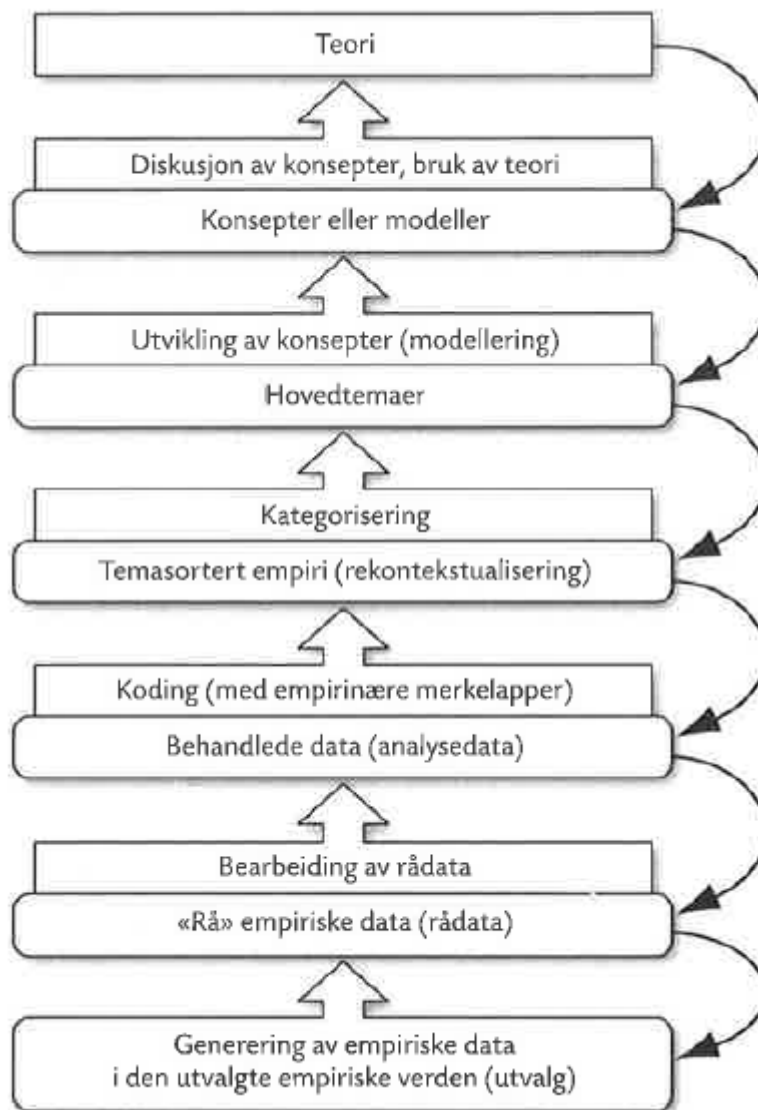 Teori
Diskusjon av konsepter, bruk av teori
Konsepter eller modeller
Utvikling av konsepter (modellering)
Hovedtemaer
Kategorisering
Temasortert empiri (rekontekstualisering)
Koding (med empirinære merkelapper)
Behandlede data (analysedata)
Bearbeiding av rådata
«Rå» empiriske data (rådata)
Generering av empiriske data
i den utvalgte empiriske verden (utvalg)